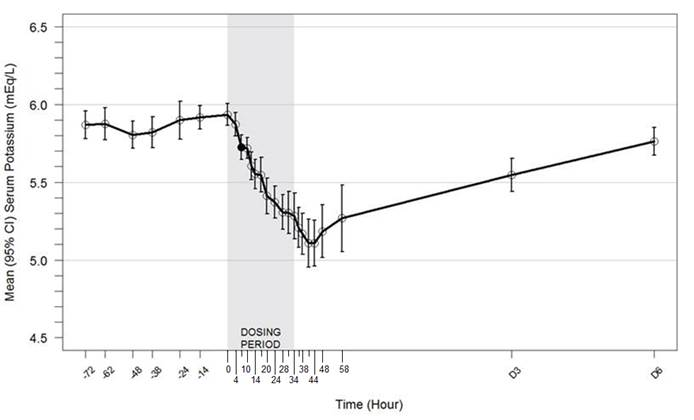 Mean (95% CI) Serum Potassium (mEq/L)
6.5
6.0
5.5
5.0
4.5
DOSING
PERIOD
-72 -62 -48 -38 -24 -14 0 4 10 14 20 24 28 34 38 44 48 58 D3 D6
Time (Hour)